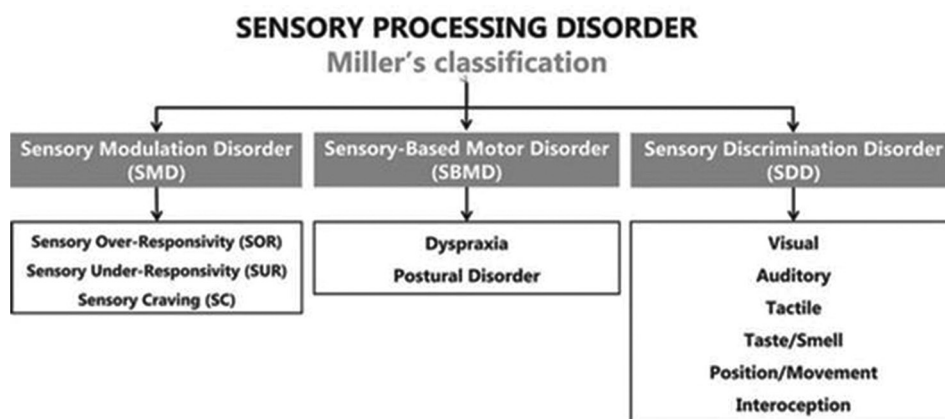 SENSORY PROCESSING DISORDER
Miller’s classification
Sensory Modulation Disorder
(SMD)
Sensory Over-Responsivity (SOR)
Sensory Under-Responsivity (SUR)
Sensory Craving (SC)
Sensory-Based Motor Disorder
(SBMD)
Dyspraxia
Postural Disorder
Sensory Discrimination Disorder
(SDD)
Visual
Auditory
Tactile
Taste/Smell
Position/Movement
Interoception